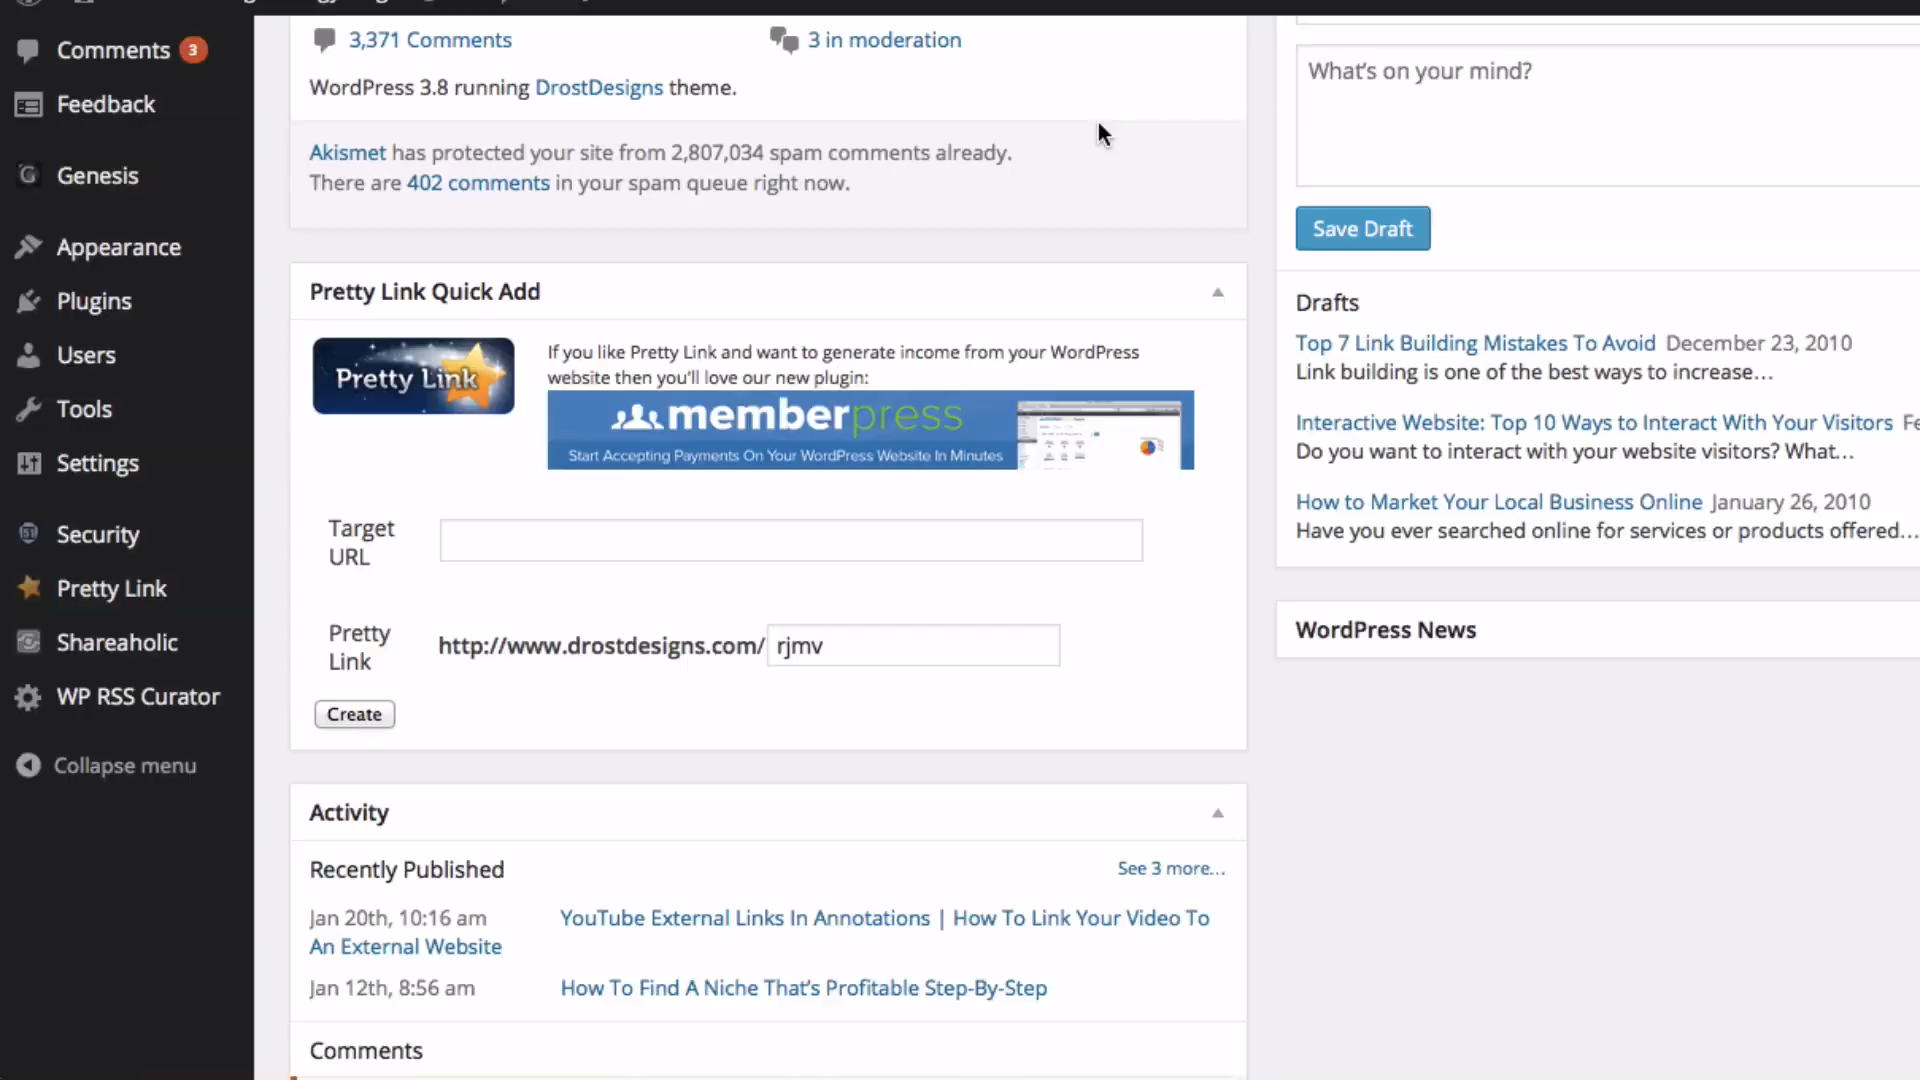 Comments 3
Feedback
Genesis
Appearance
Plugins
Users
Tools
Settings
Security
Pretty Link
Shareaholic
WP RSS Curator
Collapse menu
3,371 Comments
3 in moderation
WordPress 3.8 running DrostDesigns theme.
Akismet has protected your site from 2,807,034 spam comments already.
There are 402 comments in your spam queue right now.
Pretty Link Quick Add
Pretty Link
If you like Pretty Link and want to generate income from your WordPress
website then you'll love our new plugin:
memberpress
Start Accepting Payments On Your WordPress Website In Minutes
Target
URL
Pretty
Link
http://www.drostdesigns.com/ rjmv
Create
Activity
Recently Published
See 3 more...
Jan 20th, 10:16 am YouTube External Links In Annotations | How To Link Your Video To
An External Website
Jan 12th, 8:56 am How To Find A Niche That's Profitable Step-By-Step
Comments
What's on your mind?
Save Draft
Drafts
Top 7 Link Building Mistakes To Avoid December 23, 2010
Link building is one of the best ways to increase...
Interactive Website: Top 10 Ways to Interact With Your Visitors Fe
Do you want to interact with your website visitors? What...
How to Market Your Local Business Online January 26, 2010
Have you ever searched online for services or products offered...
WordPress News